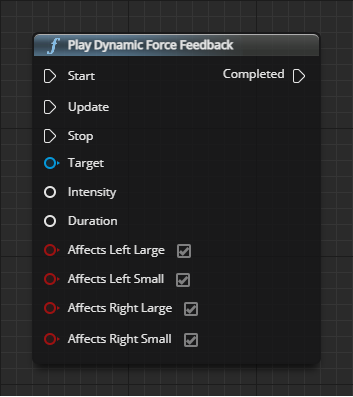 Play Dynamic Force Feedback
Start Completed
Update
Stop
Target
Intensity
Duration
Affects Left Large
Affects Left Small
Affects Right Large
Affects Right Small